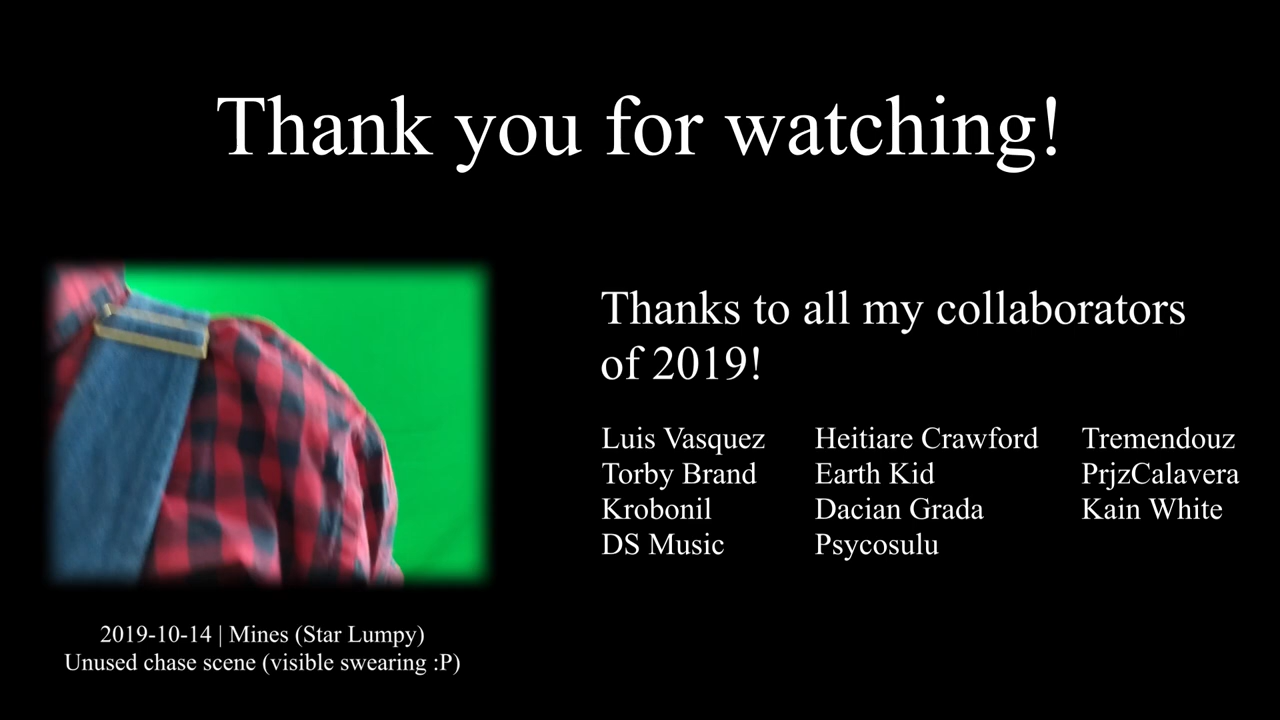 Thank you for watching!
Thanks to all my collaborators
of 2019!
Luis Vasquez
Torby Brand
Krobonil
DS Music
Heitiare Crawford
Earth Kid
Dacian Grada
Psycosulu
Tremendouz
PrjzCalavera
Kain White
2019-10-14 | Mines (Star Lumpy)
Unused chase scene (visible swearing :P)